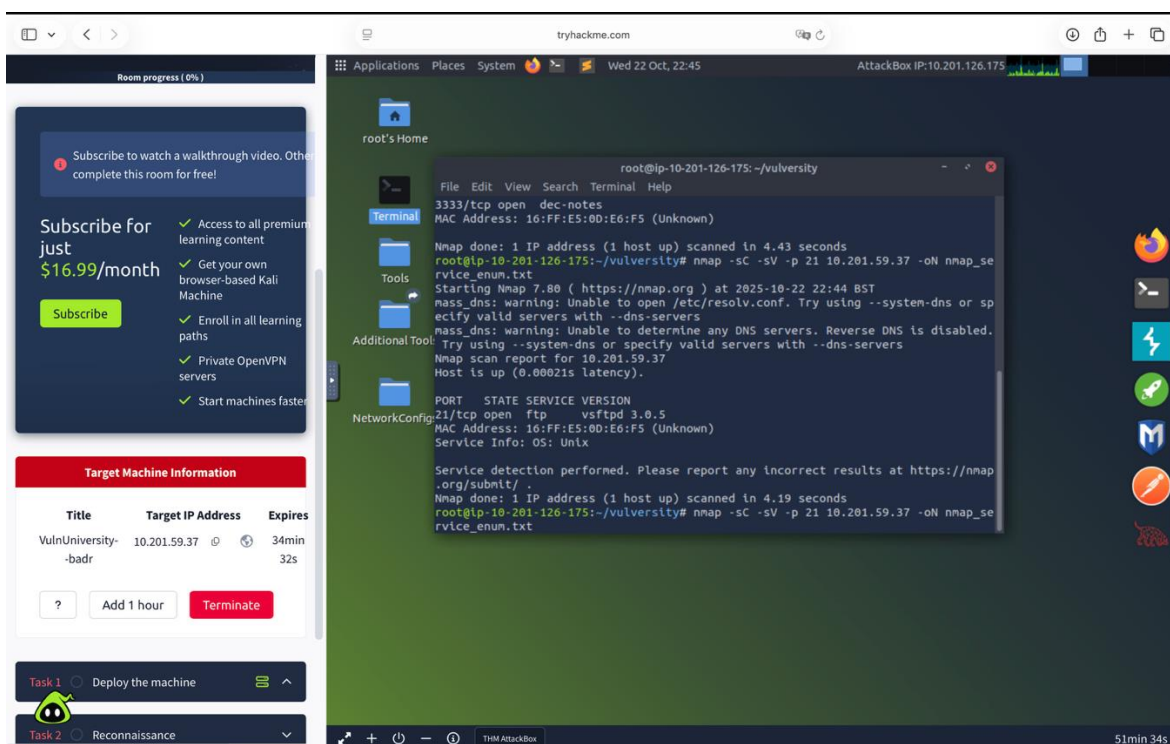 tryhackme.com
Room progress ( 0% )
Subscribe to watch a walkthrough video. Other
complete this room for free!
Subscribe for
just
$16.99/month
Subscribe
Access to all premium
learning content
Get your own
browser-based Kali
Machine
Enroll in all learning
paths
Private OpenVPN
servers
Start machines faster
Target Machine Information
Title
Target IP Address
Expires
VulnUniversity-
-badr
10.201.59.37
34min
32s
?
Add 1 hour
Terminate
Task 1
Deploy the machine
Task 2
Reconnaissance
Applications
Places
System
Wed 22 Oct, 22:45
AttackBox IP:10.201.126.175
root's Home
Terminal
Tools
Additional Tools
NetworkConfigs
root@ip-10-201-126-175: ~/vulversity
File Edit View Search Terminal Help
3333/tcp open  dec-notes
MAC Address: 16:FF:E5:0D:E6:F5 (Unknown)
Nmap done: 1 IP address (1 host up) scanned in 4.43 seconds
root@ip-10-201-126-175:~/vulversity# nmap -sC -sV -p 21 10.201.59.37 -oN nmap_se
rvice_enum.txt
Starting Nmap 7.80 ( https://nmap.org ) at 2025-10-22 22:44 BST
mass_dns: warning: Unable to open /etc/resolv.conf. Try using --system-dns or sp
ecify valid servers with --dns-servers
mass_dns: warning: Unable to determine any DNS servers. Reverse DNS is disabled.
 Try using --system-dns or specify valid servers with --dns-servers
Nmap scan report for 10.201.59.37
Host is up (0.00021s latency).
PORT   STATE SERVICE VERSION
21/tcp open  ftp     vsftpd 3.0.5
MAC Address: 16:FF:E5:0D:E6:F5 (Unknown)
Service Info: OS: Unix
Service detection performed. Please report any incorrect results at https://nmap
.org/submit/ .
Nmap done: 1 IP address (1 host up) scanned in 4.19 seconds
root@ip-10-201-126-175:~/vulversity# nmap -sC -sV -p 21 10.201.59.37 -oN nmap_se
rvice_enum.txt
THM AttackBox
51min 34s